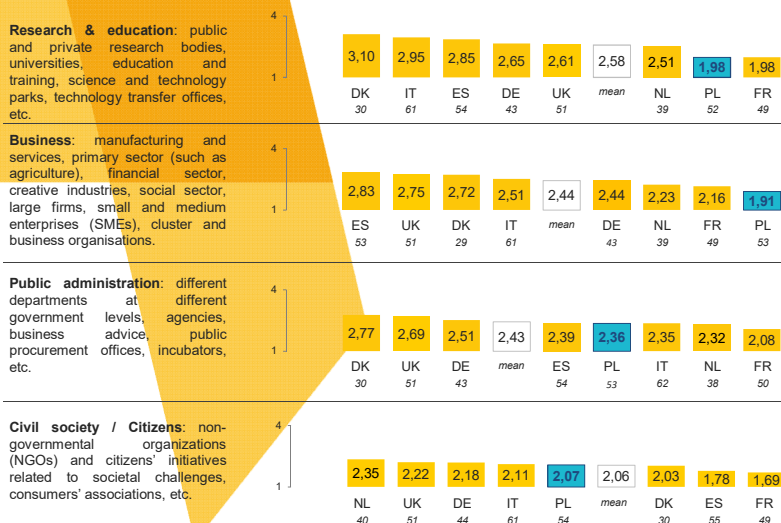 Research & education: public
and private research bodies,
universities, education and
training, science and technology
parks, technology transfer offices,
etc.
4
1
3,10 2,95 2,85 2,65 2,61 2,58 2,51 1,98 1,98
DK IT ES DE UK mean NL PL FR
30 61 54 43 51 39 52 49
Business: manufacturing and
services, primary sector (such as
agriculture), financial sector,
creative industries, social sector,
large firms, small and medium
enterprises (SMEs), cluster and
business organisations.
4
1
2,83 2,75 2,72 2,51 2,44 2,44 2,23 2,16 1,91
ES UK DK IT mean DE NL FR PL
53 51 29 61 43 39 49 53
Public administration: different
departments at different
government levels, agencies,
business advice, public
procurement offices, incubators,
etc.
4
1
2,77 2,69 2,51 2,43 2,39 2,36 2,35 2,32 2,08
DK UK DE mean ES PL IT NL FR
30 51 43 54 53 62 38 50
Civil society / Citizens: non-
governmental organizations
(NGOs) and citizens' initiatives
related to societal challenges,
consumers' associations, etc.
4
1
2,35 2,22 2,18 2,11 2,07 2,06 2,03 1,78 1,69
NL UK DE IT PL mean DK ES FR
40 51 44 61 54 30 55 49